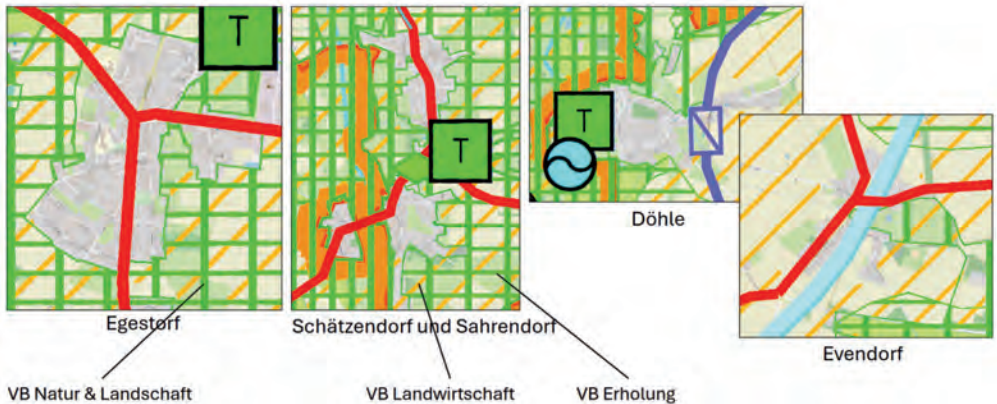 T
T
T
Döhle
Egestorf
Schätzendorf und Sahrendorf
Evendorf
VB Natur & Landschaft
VB Landwirtschaft
VB Erholung